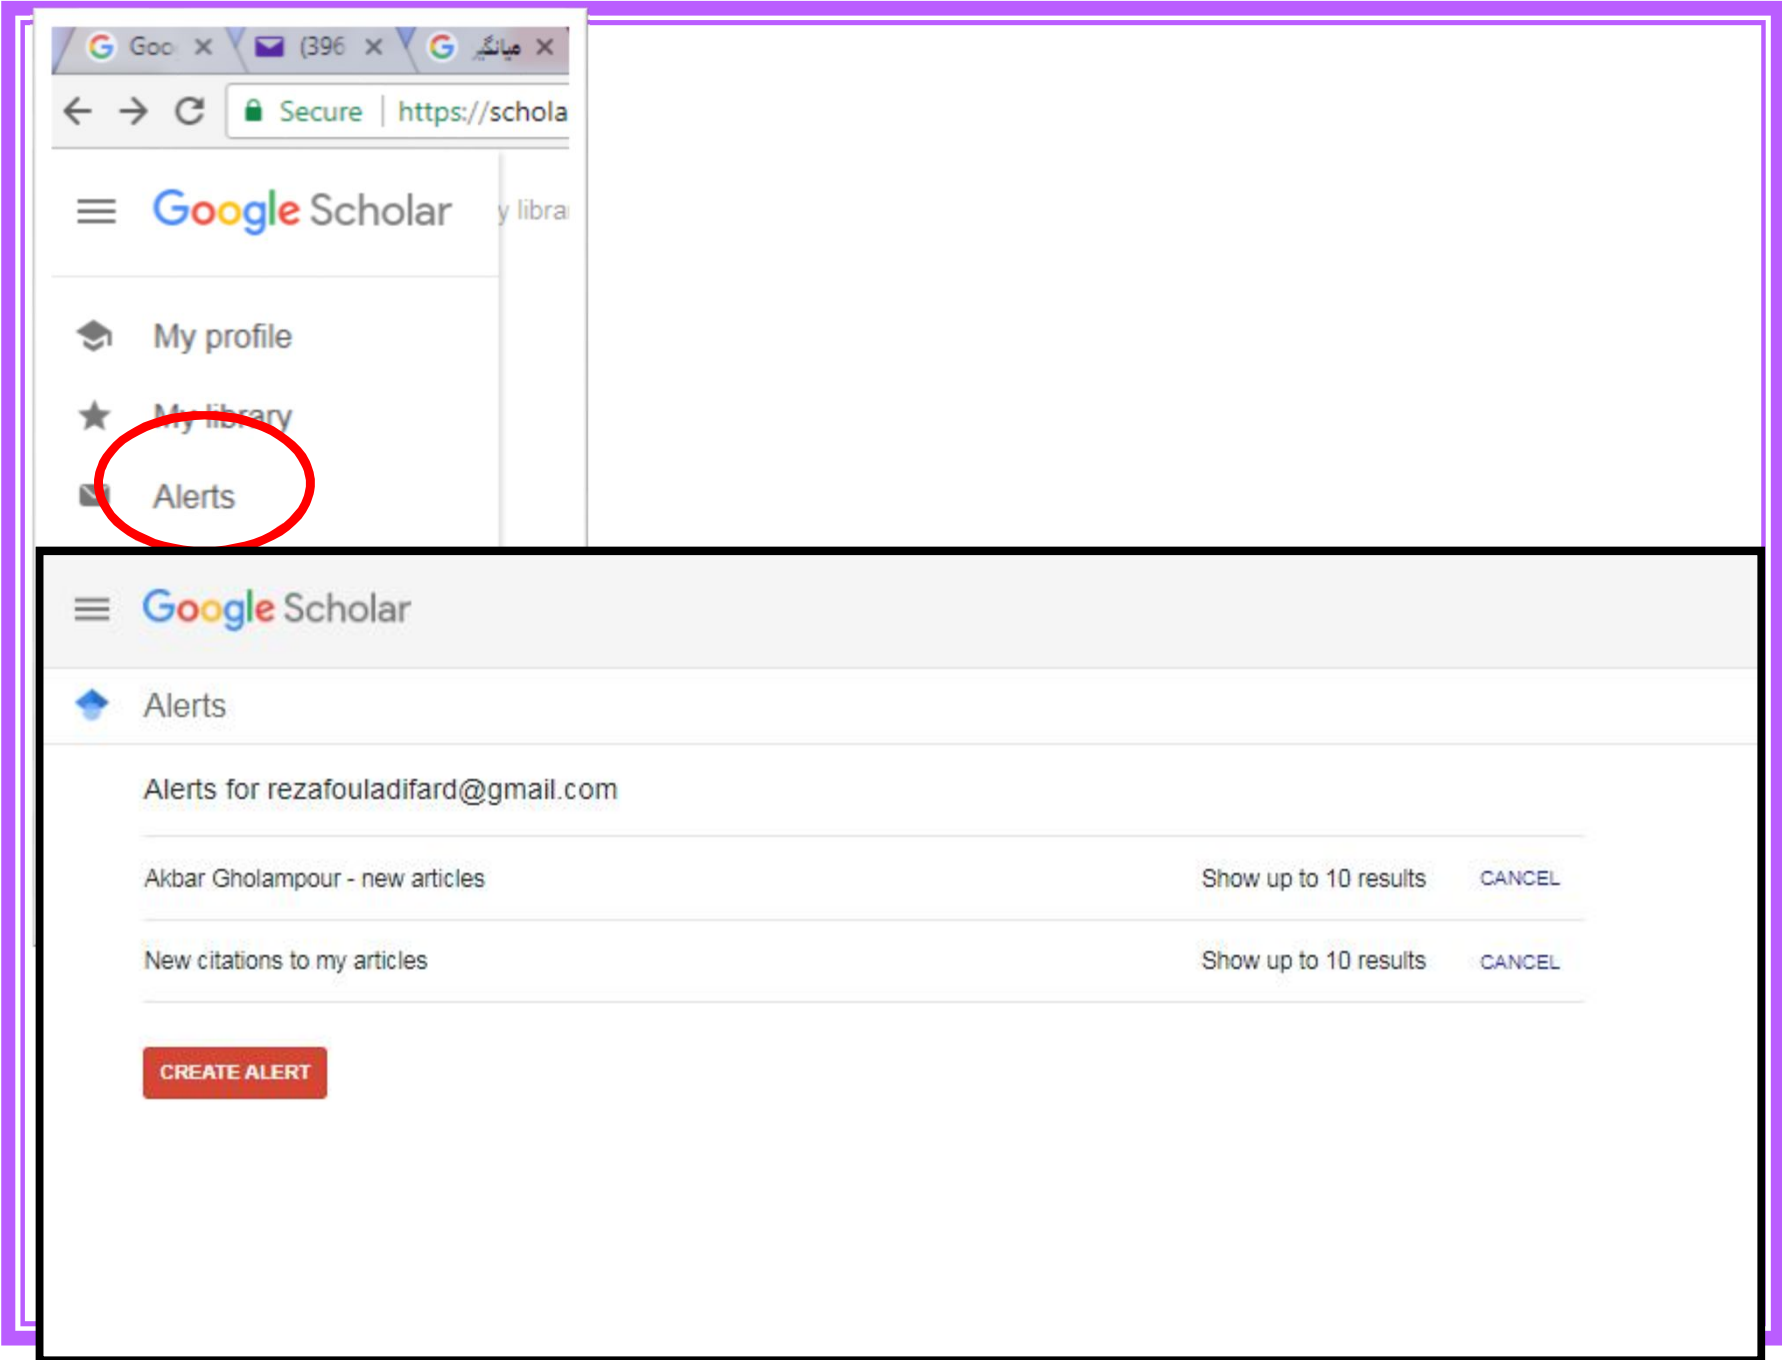 Goo (396 میانگیر
Secure | https://schola
Google Scholar y librar
My profile
My library
Alerts
Google Scholar
Alerts
Alerts for rezafouladifard@gmail.com
Akbar Gholampour - new articles Show up to 10 results CANCEL
New citations to my articles Show up to 10 results CANCEL
CREATE ALERT